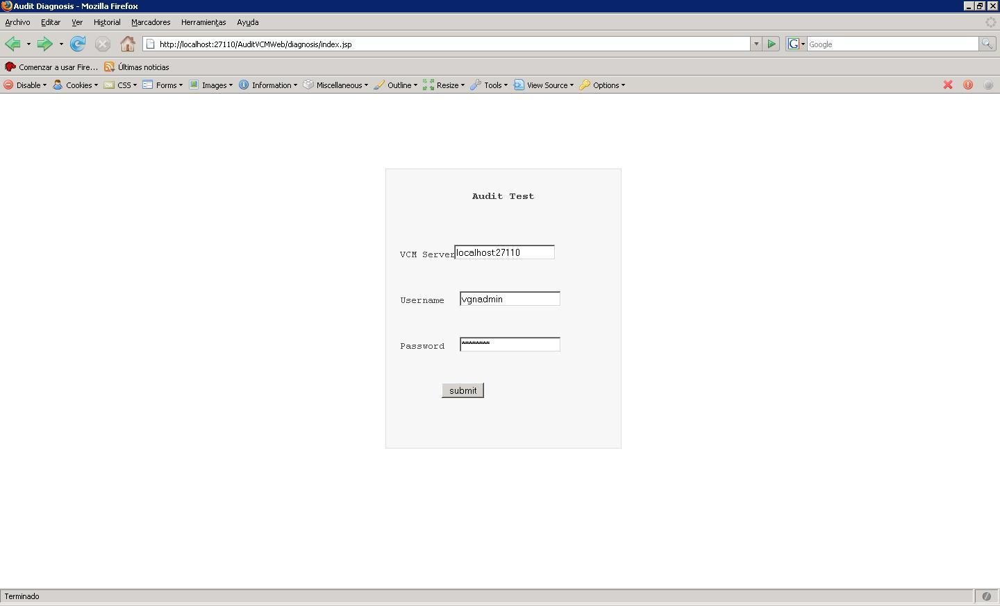 Audit Diagnosis - Mozilla Firefox
Archivo Editar Ver Historial Marcadores Herramientas Ayuda
http://localhost:27110/AuditVCMWeb/diagnosis/index.jsp
G Google
Comenzar a usar Fire... Últimas noticias
Disable Cookies CSS Forms Images Information Miscellaneous Outline Resize Tools View Source Options
Audit Test
VCM Server localhost:27110
Username vgnadmin
Password ********
submit
Terminado